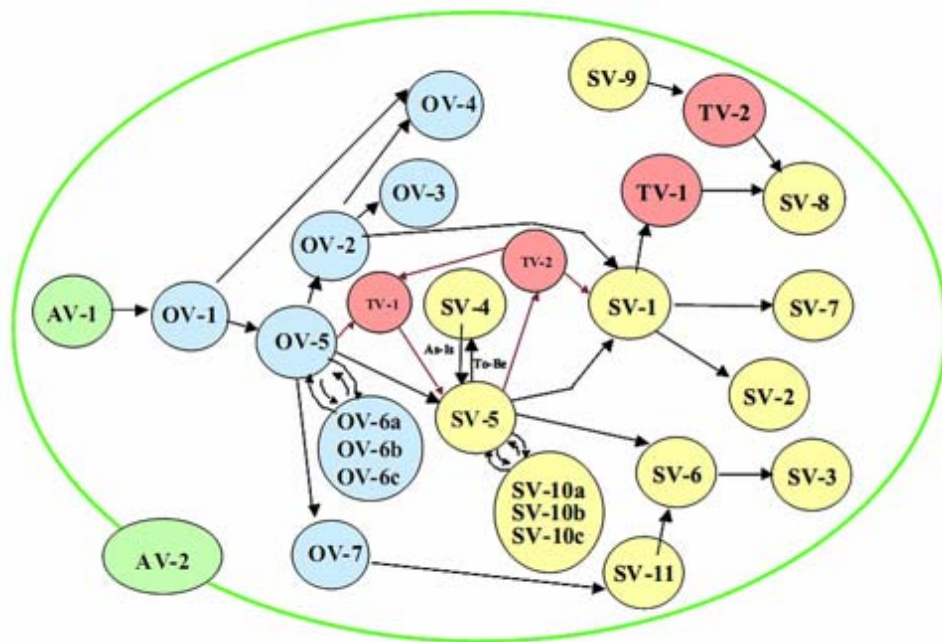 SV-9
OV-4
TV-2
OV-3
TV-1
SV-8
OV-2
TV-2
AV-1
OV-1
TV-1
SV-4
SV-1
SV-7
OV-5
As-Is
To-Be
SV-2
OV-6a
OV-6b
OV-6c
SV-5
SV-6
SV-3
SV-10a
SV-10b
SV-10c
AV-2
OV-7
SV-11